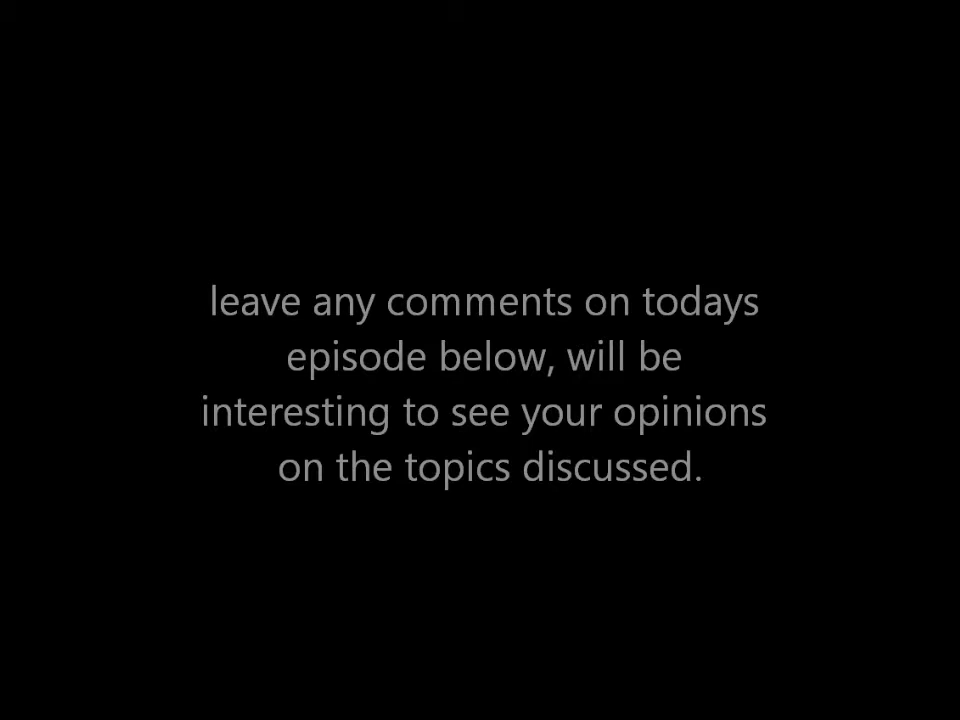 leave any comments on todays
episode below, will be
interesting to see your opinions
on the topics discussed.